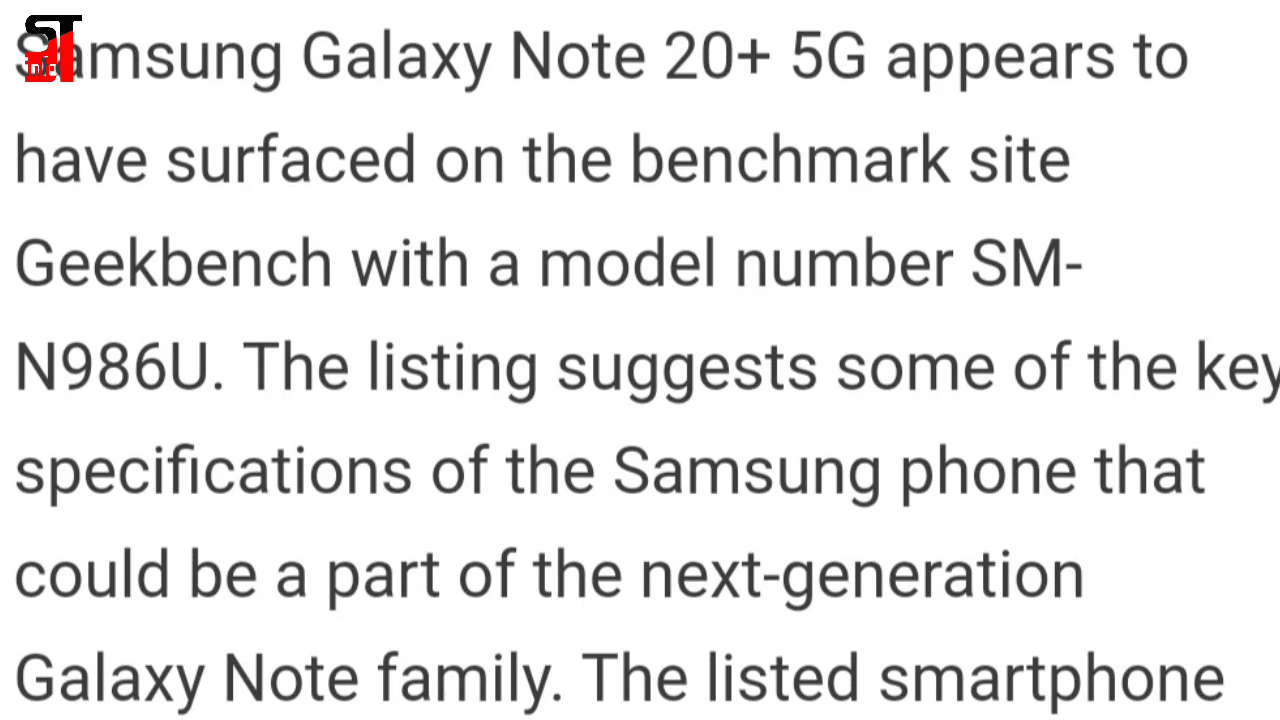 Samsung Galaxy Note 20+ 5G appears to
have surfaced on the benchmark site
Geekbench with a model number SM-
N986U. The listing suggests some of the key
specifications of the Samsung phone that
could be a part of the next-generation
Galaxy Note family. The listed smartphone
ST
info